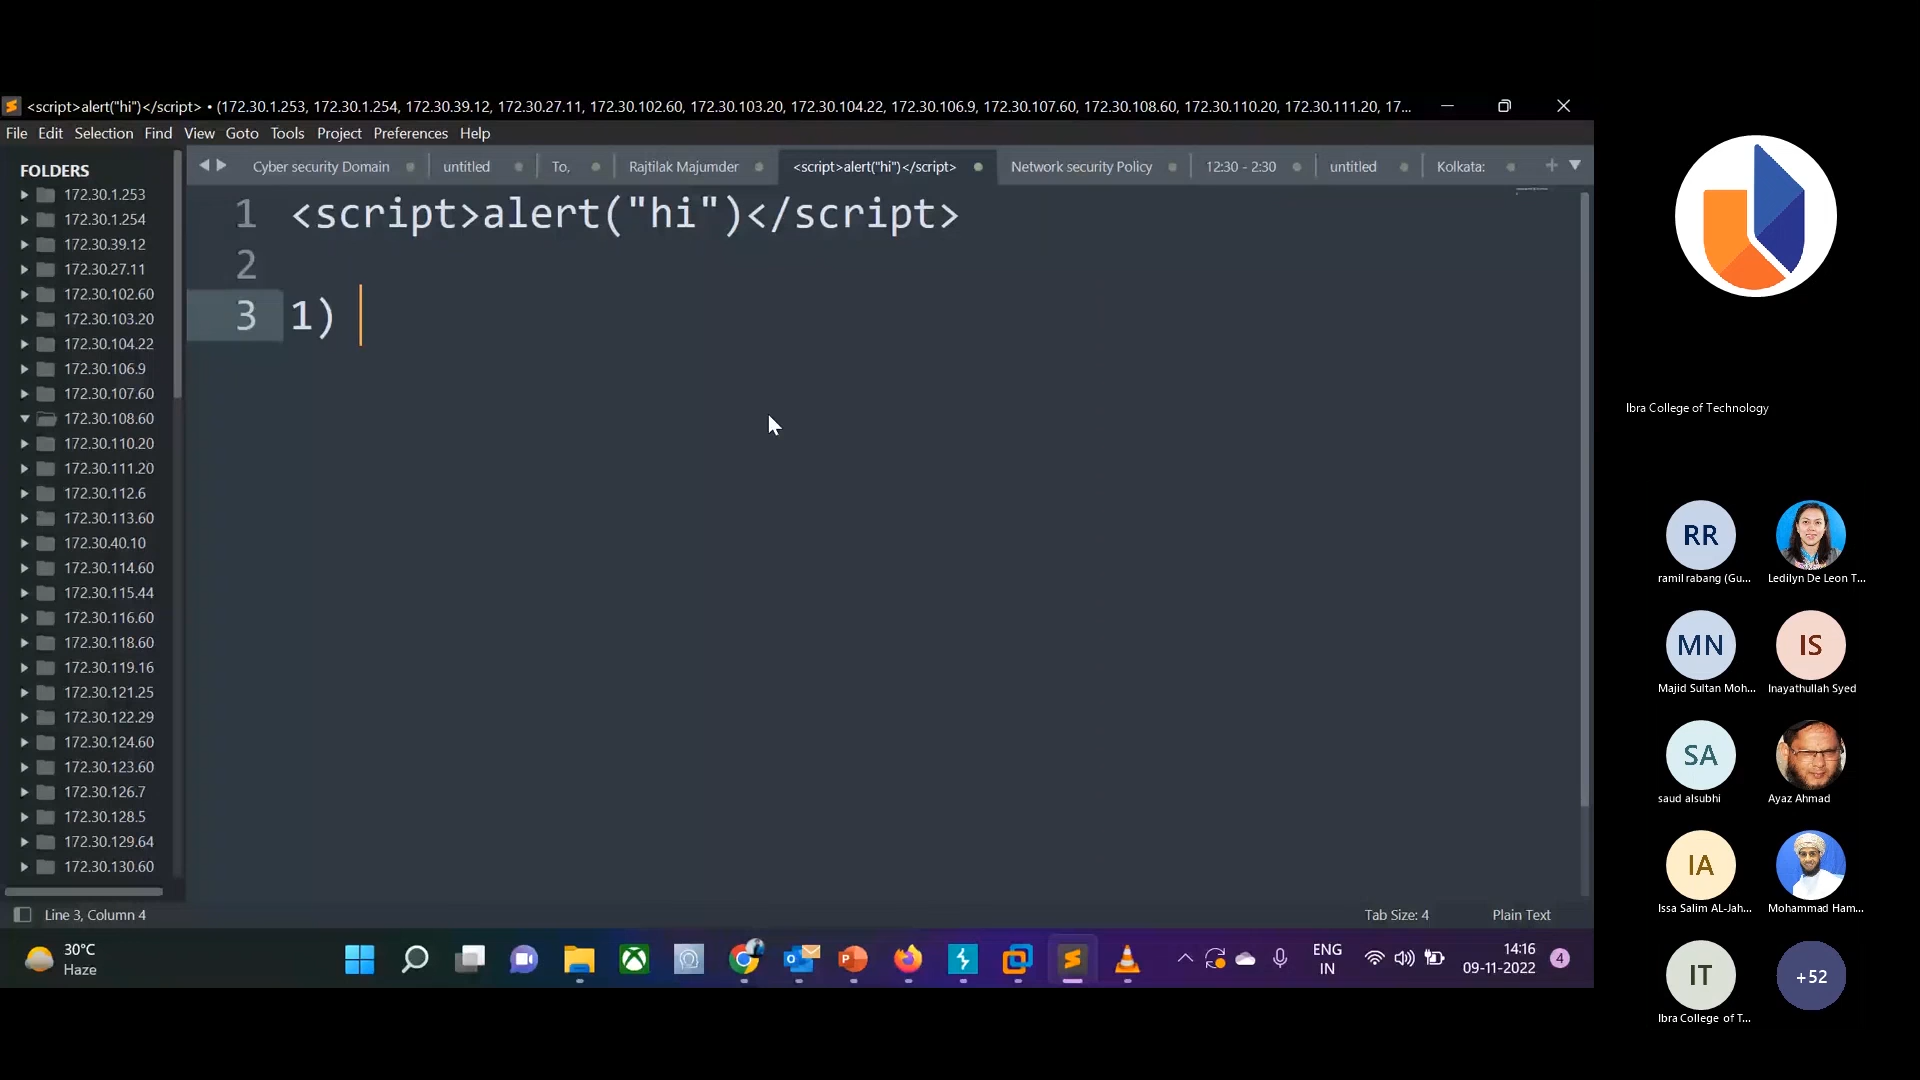 <script>alert("hi")</script> • (172.30.1.253, 172.30.1.254, 172.30.39.12, 172.30.27.11, 172.30.102.60, 172.30.103.20, 172.30.104.22, 172.30.106.9, 172.30.107.60, 172.30.108.60, 172.30.110.20, 172.30.111.20, 17...
File Edit Selection Find View Goto Tools Project Preferences Help
FOLDERS
172.30.1.253
172.30.1.254
172.30.39.12
172.30.27.11
172.30.102.60
172.30.103.20
172.30.104.22
172.30.106.9
172.30.107.60
172.30.108.60
172.30.110.20
172.30.111.20
172.30.112.6
172.30.113.60
172.30.40.10
172.30.114.60
172.30.115.44
172.30.116.60
172.30.118.60
172.30.119.16
172.30.121.25
172.30.122.29
172.30.124.60
172.30.123.60
172.30.126.7
172.30.128.5
172.30.129.64
172.30.130.60
Cyber security Domain untitled To, Rajtilak Majumder <script>alert("hi")</script> Network security Policy 12:30 - 2:30 untitled Kolkata:
1 <script>alert("hi")</script>
2
3 1)
Line 3, Column 4 Tab Size: 4 Plain Text
30°C
Haze
ENG
IN
14:16
09-11-2022
4
Ibra College of Technology
RR
ramil rabang (Gu... Ledilyn De Leon T...
MN IS
Majid Sultan Moh... Inayathullah Syed
SA
saud alsubhi Ayaz Ahmad
IA
Issa Salim AL-Jah... Mohammad Ham...
IT +52
Ibra College of T...